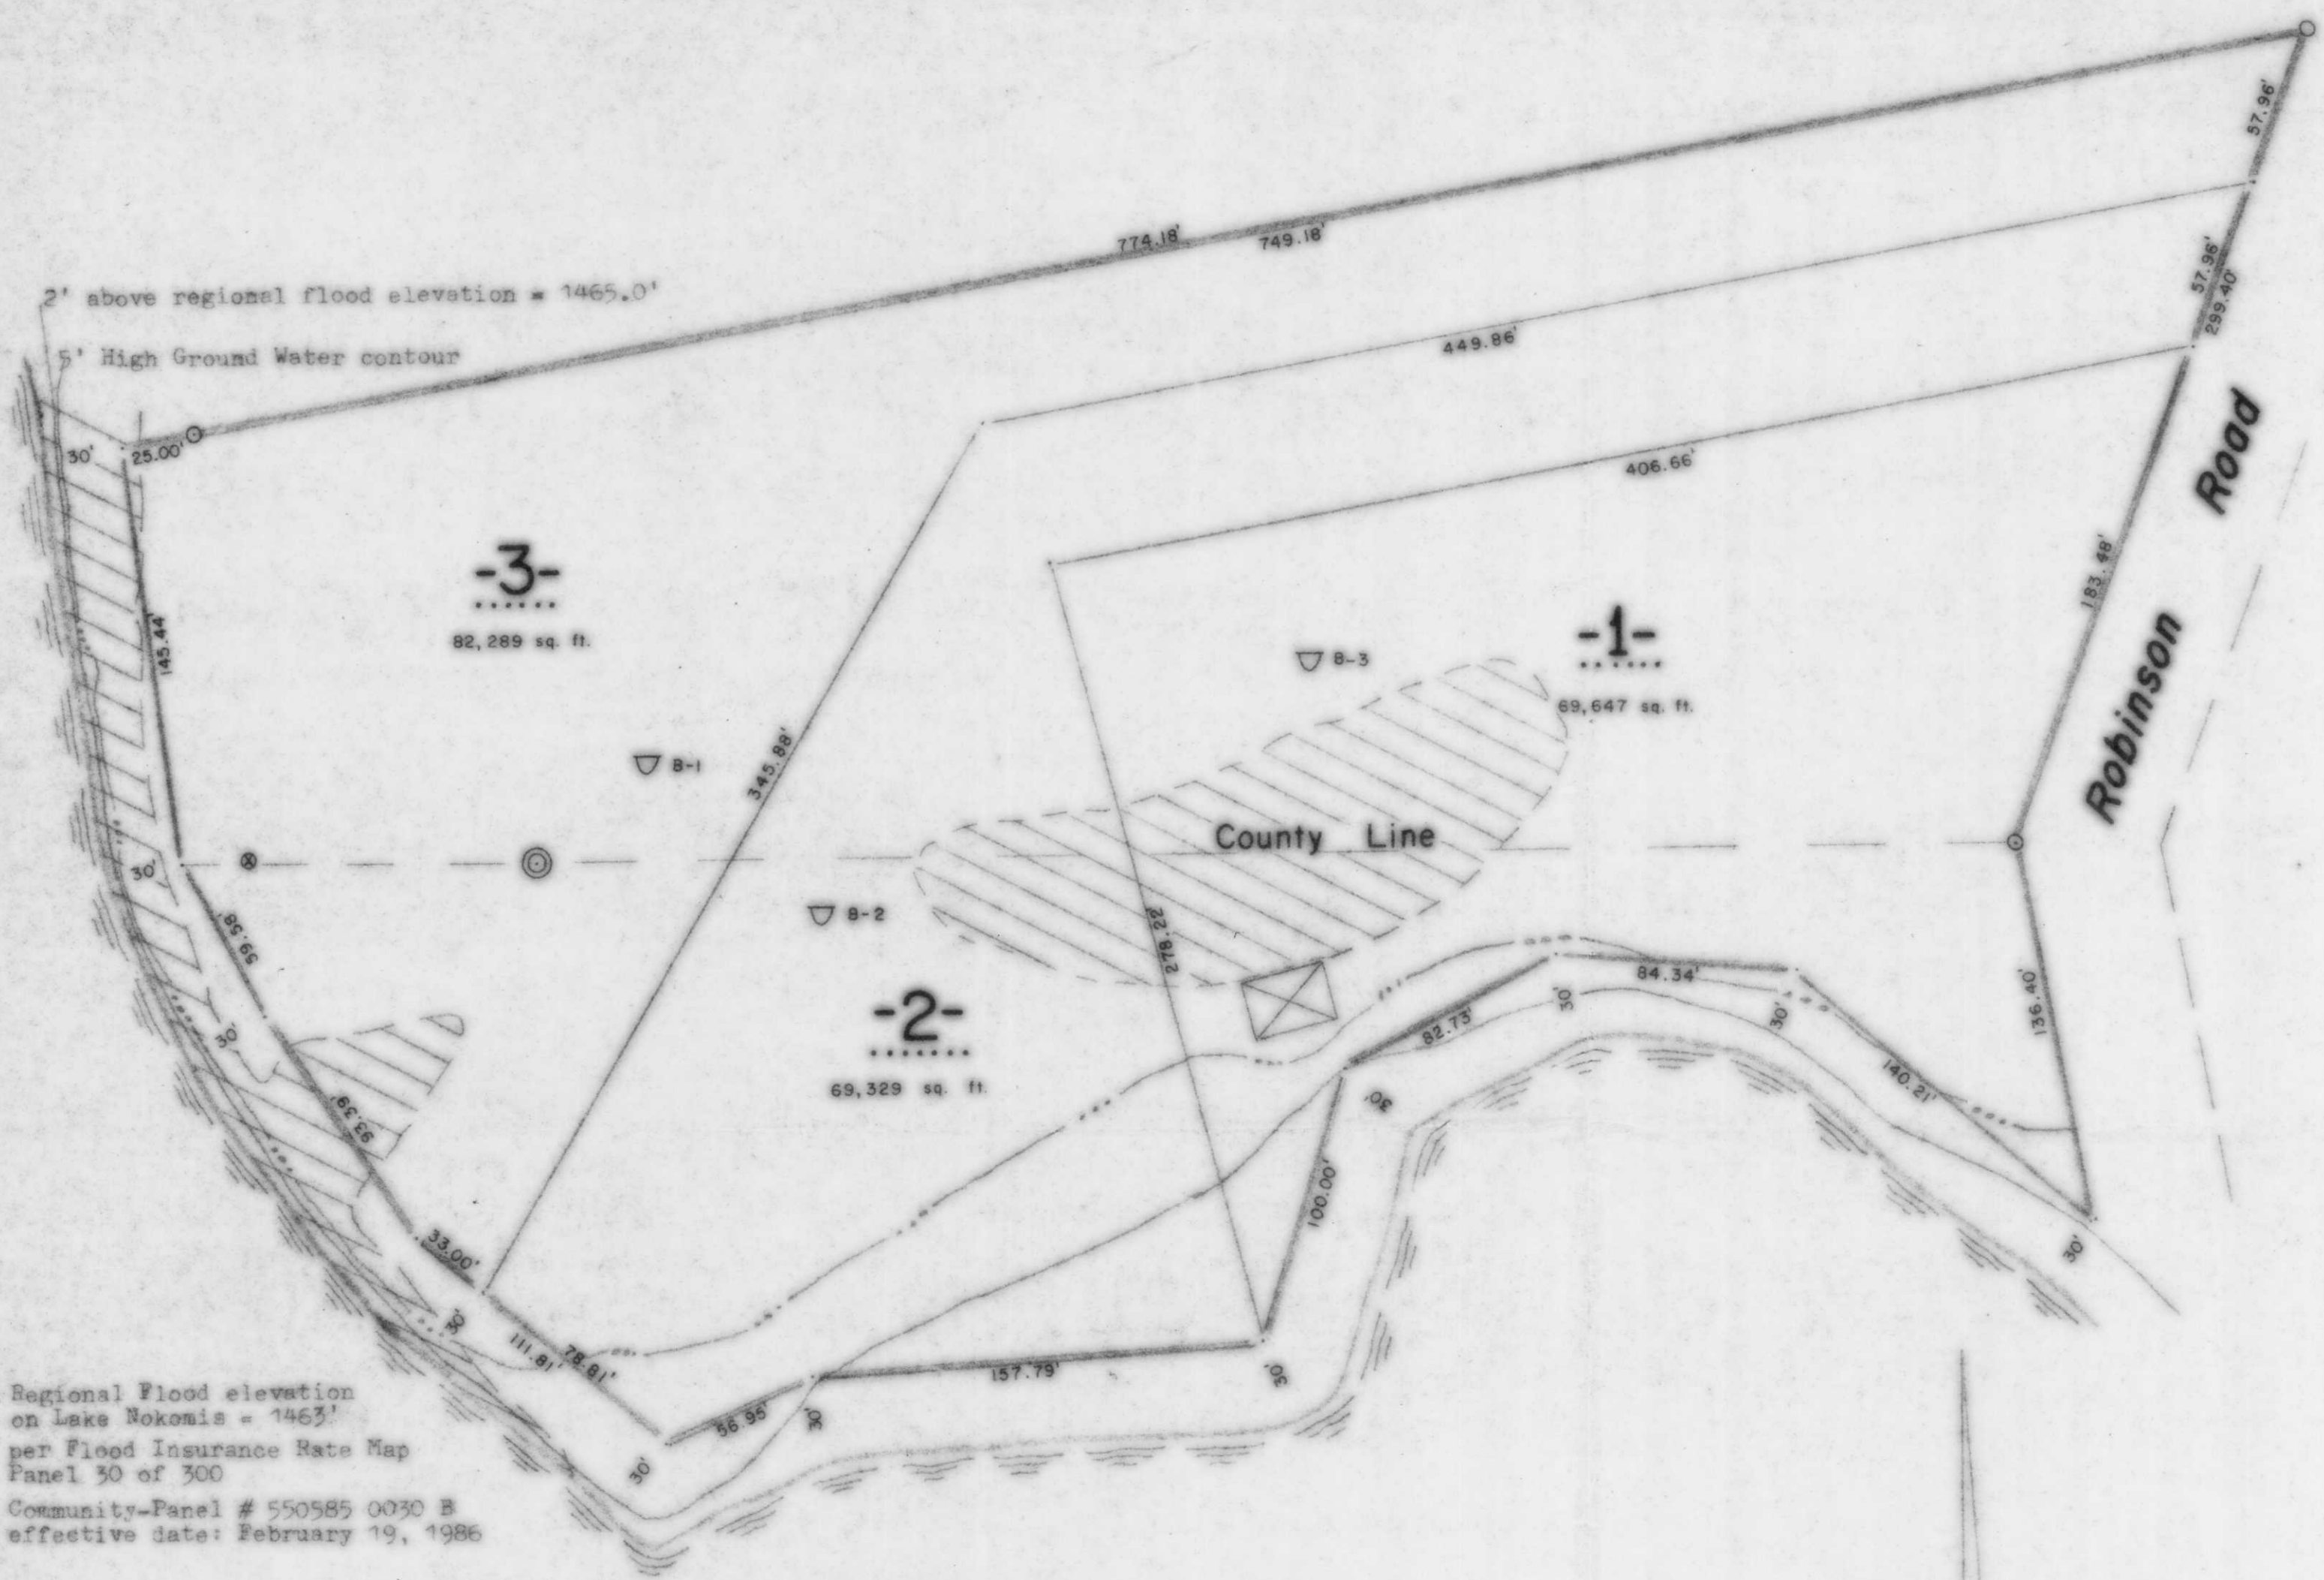 57.96'
774.18'
749.18'
57.96'
299.40'
2' above regional flood elevation = 1465.0'
449.86'
5' High Ground Water contour
30'
25.00'
406.66'
Road
-3-
82,289 sq. ft.
183.48'
145.44'
-1-
B-3
69,647 sq. ft.
Robinson
B-1
345.88'
County Line
30'
B-2
59.58'
278.22'
84.34'
30'
30'
136.40'
-2-
82.73'
30'
69,329 sq. ft.
93.39'
30'
140.21'
100.00'
33.00'
30'
30'
111.81'
78.81'
157.79'
30'
56.95'
30'
30'
Regional Flood elevation
on Lake Nokomis = 1463'
per Flood Insurance Rate Map
Panel 30 of 300
Community-Panel # 550585 0030 B
effective date: February 19, 1986